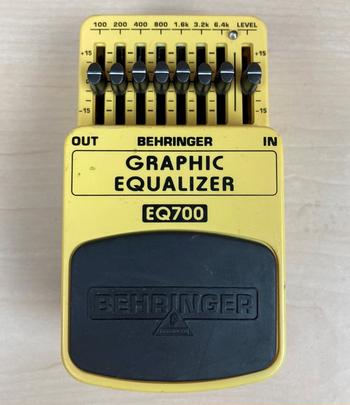 100 200 400 800 1.6k 3.2k 6.4k LEVEL
+15 +15
-15 -15
OUT BEHRINGER IN
GRAPHIC
EQUALIZER
EQ700
BEHRINGER